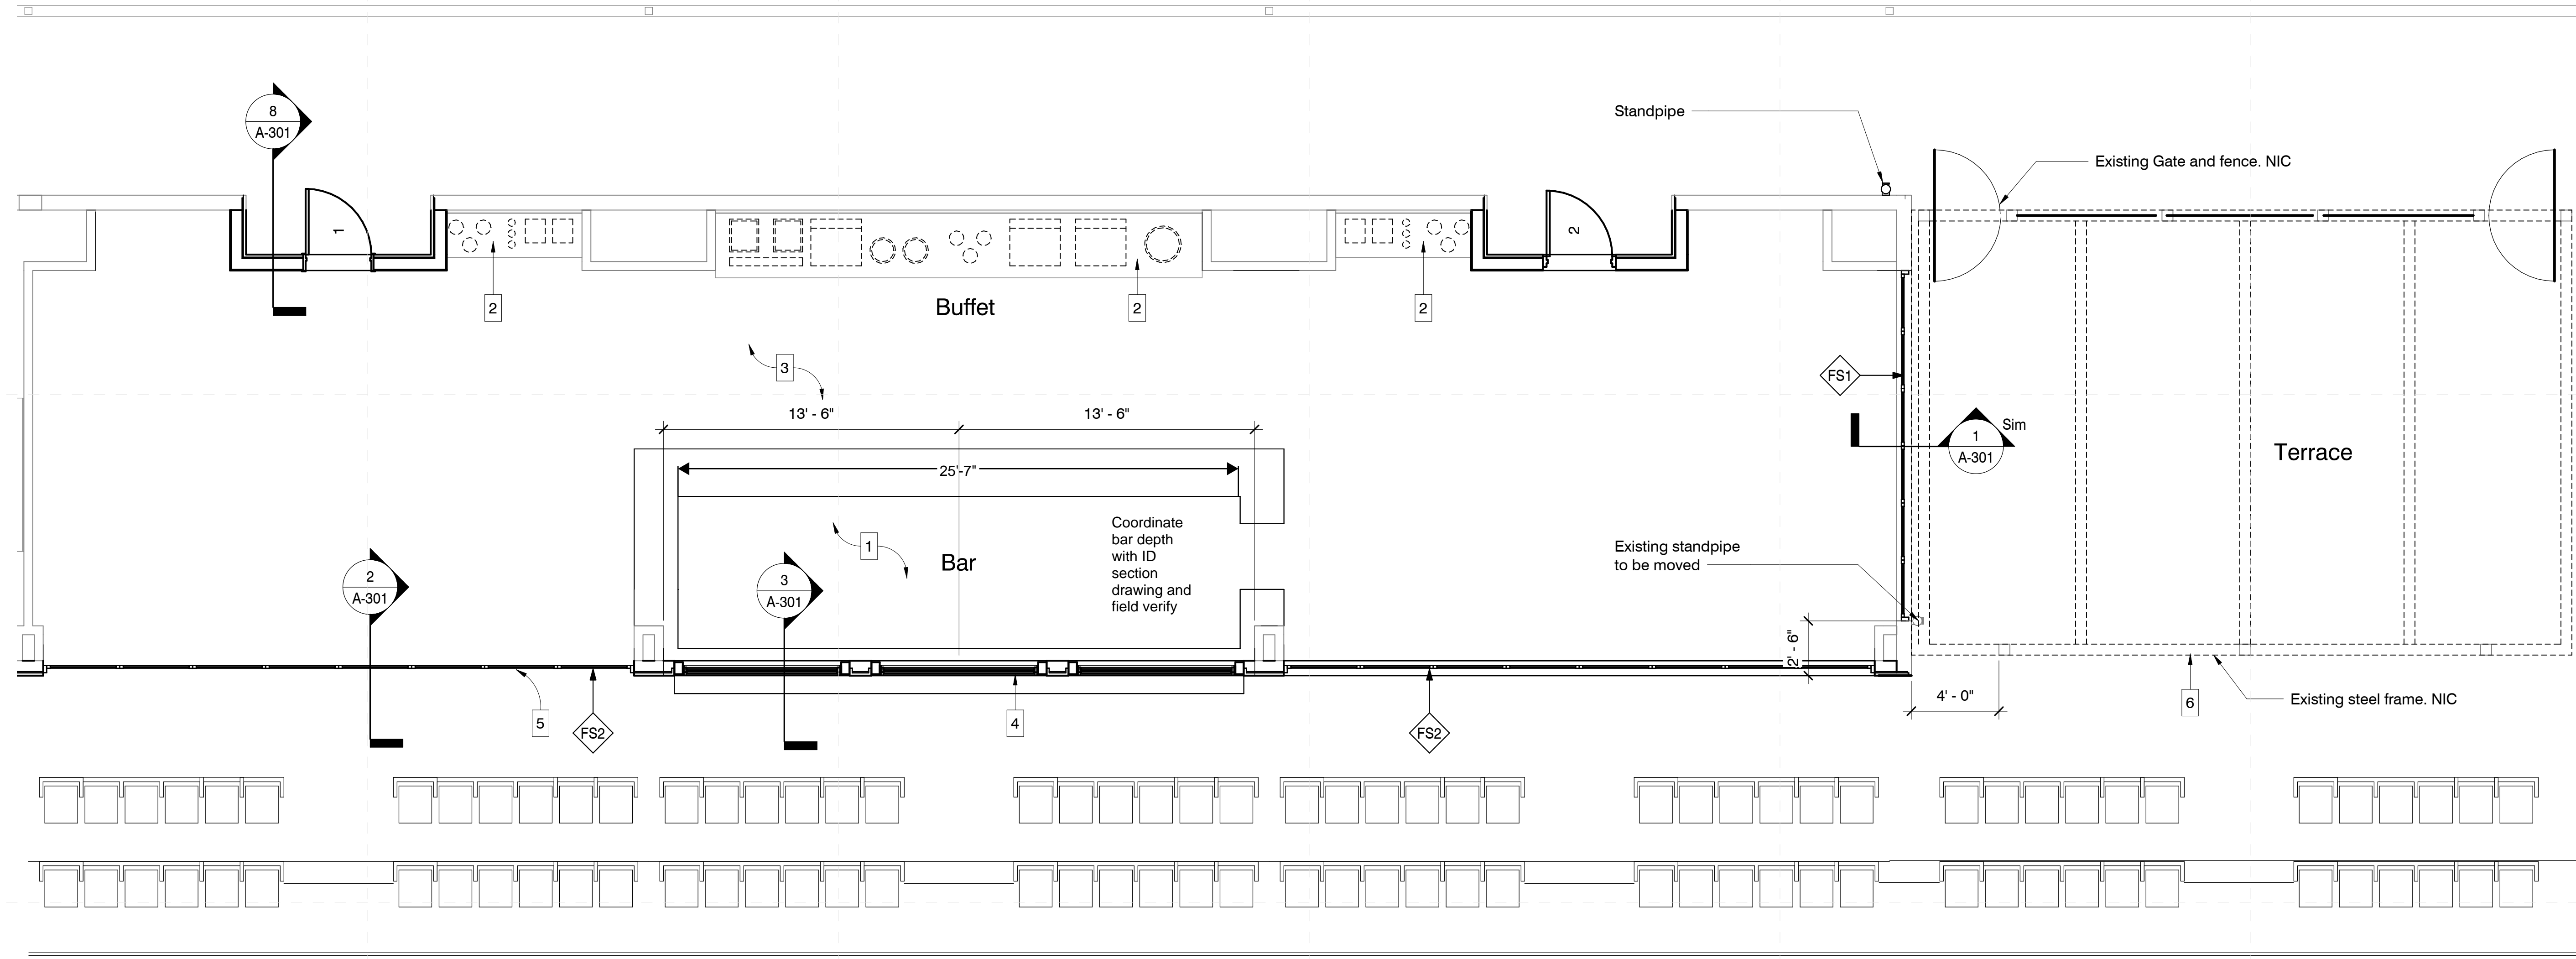 8
A-301
Standpipe
Existing Gate and fence. NIC
1
2
2
2
2
Buffet
3
FS1
13' - 6"
13' - 6"
1
A-301
Sim
Terrace
25'-7"
1
Bar
Coordinate
bar depth
with ID
section
drawing and
field verify
Existing standpipe
to be moved
2
A-301
3
A-301
2' - 6"
4' - 0"
6
Existing steel frame. NIC
5
FS2
4
FS2